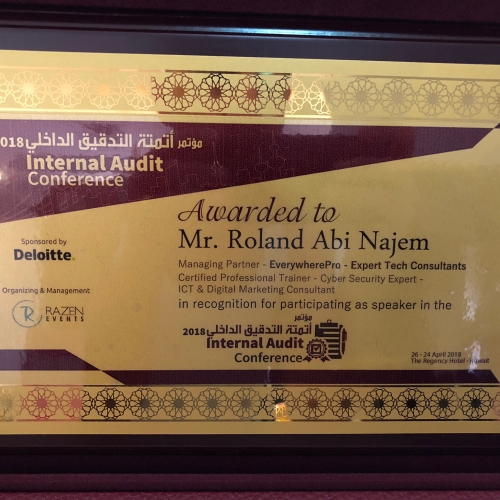 مؤتمر أتمتة التدقيق الداخلي 2018
Internal Audit
Conference
Awarded to
Mr. Roland Abi Najem
Managing Partner - EverywherePro - Expert Tech Consultants
Certified Professional Trainer - Cyber Security Expert -
ICT & Digital Marketing Consultant
in recognition for participating as speaker in the
مؤتمر
أتمتة التدقيق الداخلي 2018
Internal Audit
Conference
Sponsored by
Deloitte.
Organizing & Management
RAZEN
EVENTS
26 - 24 April 2018
The Regency Hotel - Kuwait